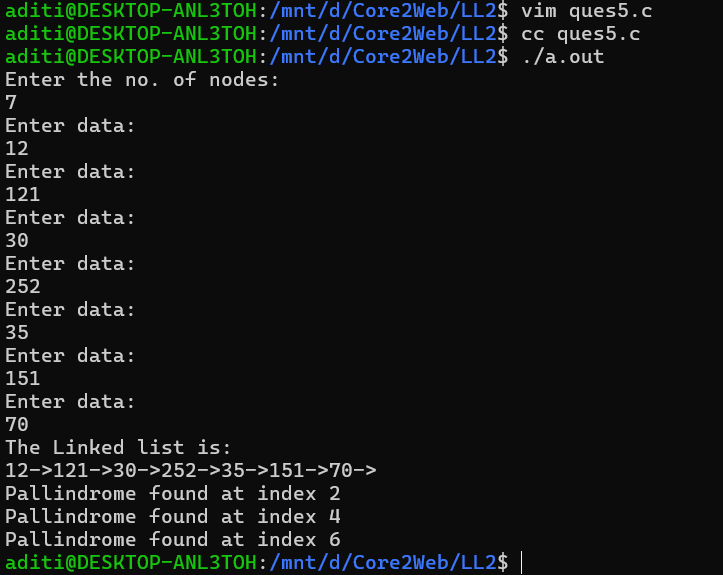 aditi@DESKTOP-ANL3TOH:/mnt/d/Core2Web/LL2$ vim ques5.c
aditi@DESKTOP-ANL3TOH:/mnt/d/Core2Web/LL2$ cc ques5.c
aditi@DESKTOP-ANL3TOH:/mnt/d/Core2Web/LL2$ ./a.out
Enter the no. of nodes:
7
Enter data:
12
Enter data:
121
Enter data:
30
Enter data:
252
Enter data:
35
Enter data:
151
Enter data:
70
The Linked list is:
12->121->30->252->35->151->70->
Pallindrome found at index 2
Pallindrome found at index 4
Pallindrome found at index 6
aditi@DESKTOP-ANL3TOH:/mnt/d/Core2Web/LL2$